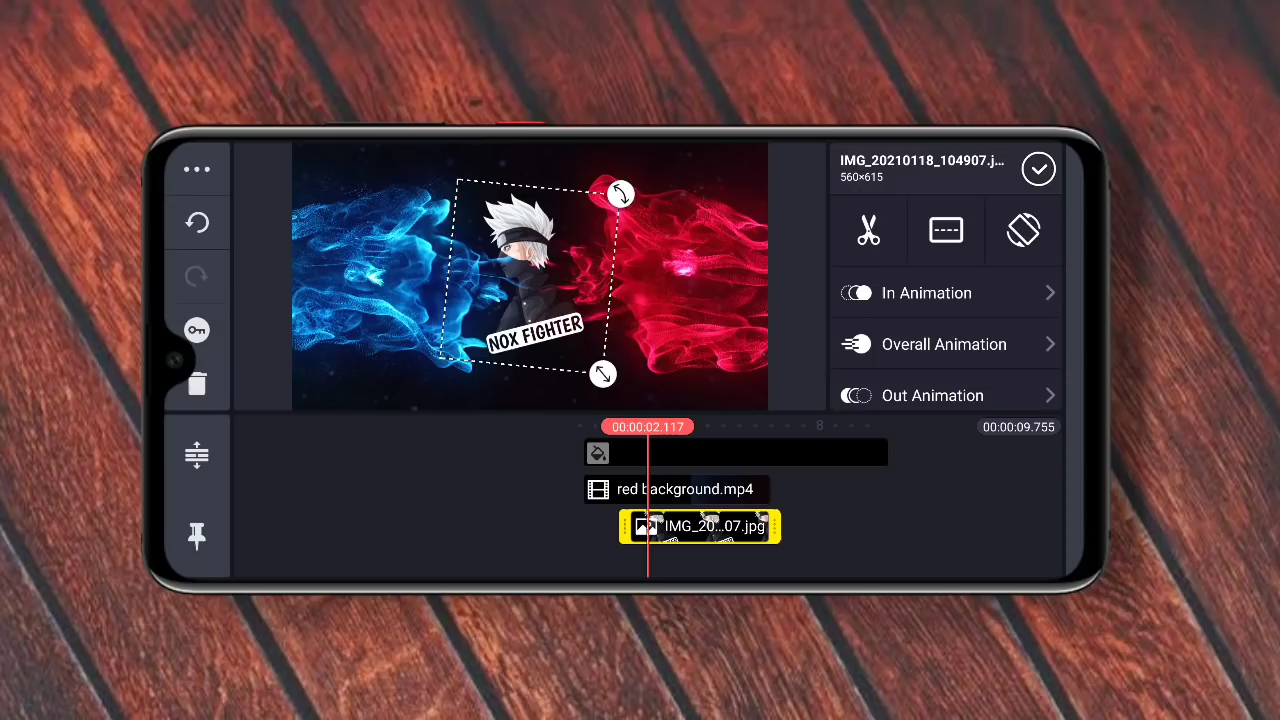 IMG_20210118_104907.j...
560×615
In Animation
Overall Animation
Out Animation
NOX FIGHTER
00:00:02.117
8
00:00:09.755
red background.mp4
IMG_20...07.jpg